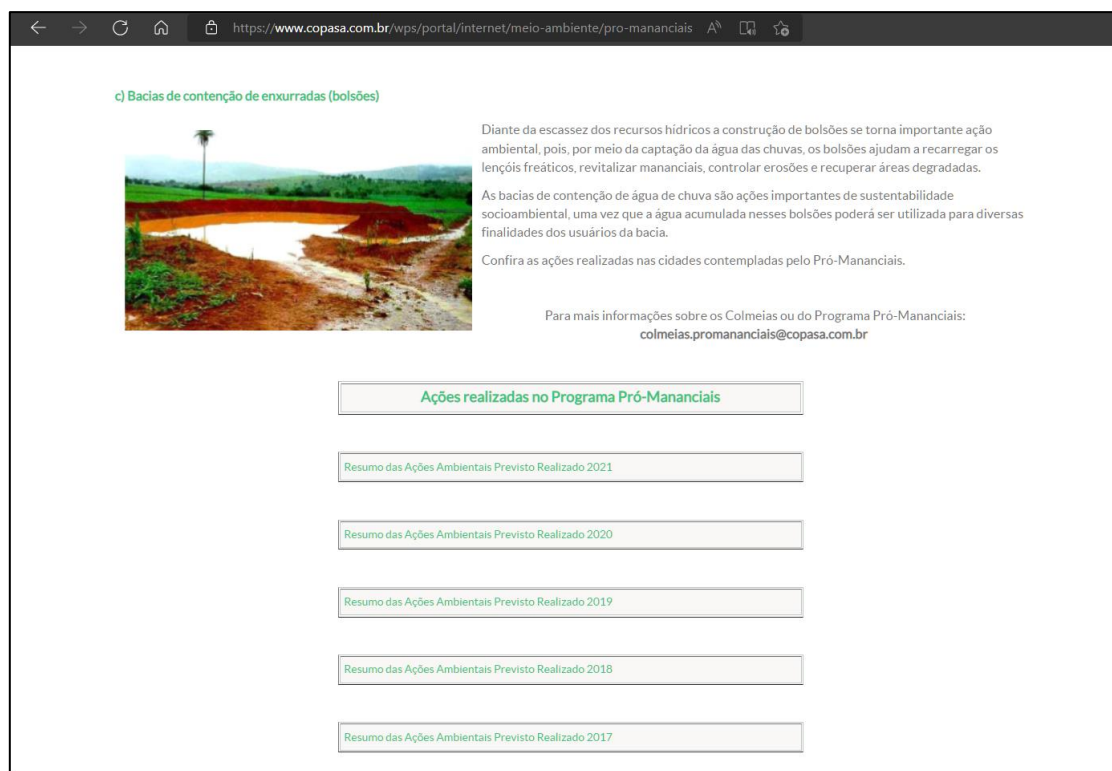 https://www.copasa.com.br/wps/portal/internet/meio-ambiente/pro-mananciais
c) Bacias de contenção de enxurradas (bolsões)
Diante da escassez dos recursos hídricos a construção de bolsões se torna importante ação
ambiental, pois, por meio da captação da água das chuvas, os bolsões ajudam a recarregar os
lençóis freáticos, revitalizar mananciais, controlar erosões e recuperar áreas degradadas.
As bacias de contenção de água de chuva são ações importantes de sustentabilidade
socioambiental, uma vez que a água acumulada nesses bolsões poderá ser utilizada para diversas
finalidades dos usuários da bacia.
Confira as ações realizadas nas cidades contempladas pelo Pró-Mananciais.
Para mais informações sobre os Colmeias ou do Programa Pró-Mananciais:
colmeias.promananciais@copasa.com.br
Ações realizadas no Programa Pró-Mananciais
Resumo das Ações Ambientais Previsto Realizado 2021
Resumo das Ações Ambientais Previsto Realizado 2020
Resumo das Ações Ambientais Previsto Realizado 2019
Resumo das Ações Ambientais Previsto Realizado 2018
Resumo das Ações Ambientais Previsto Realizado 2017